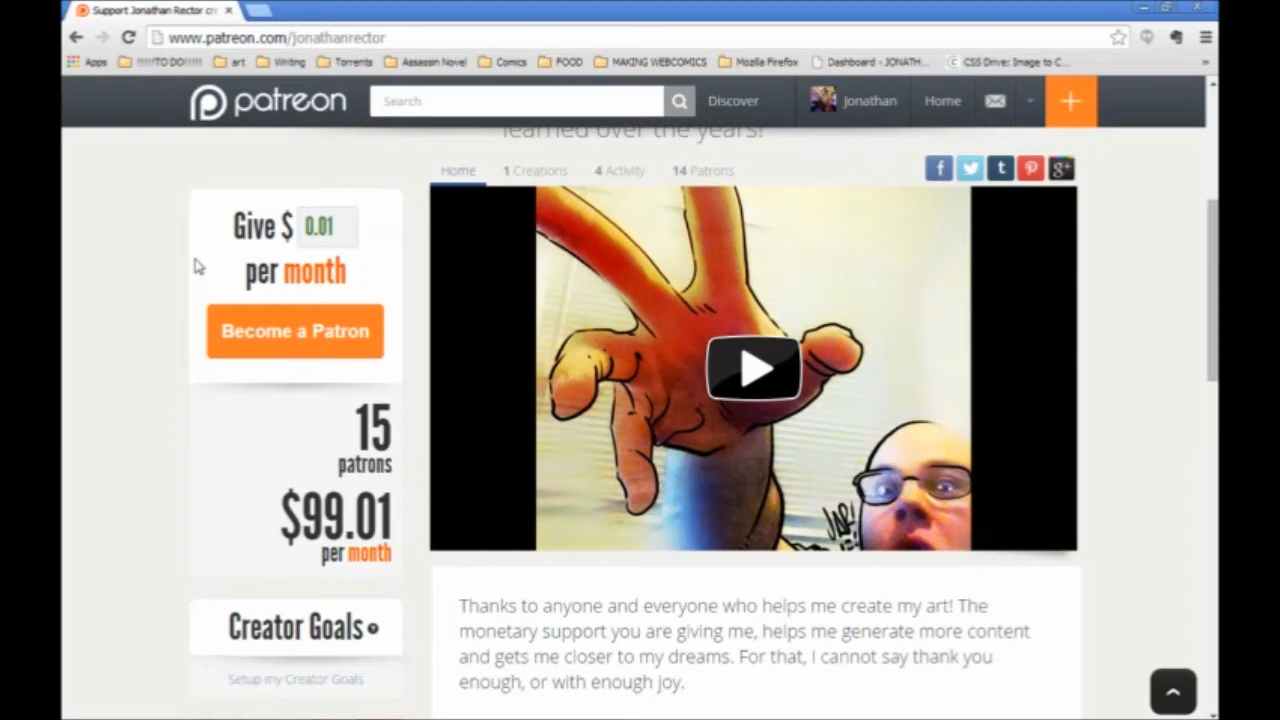 Support Jonathan Rector cre
www.patreon.com/jonathanrector
Apps !!!!!!TO DO!!!!! art Writing Torrents Assassin Novel Comics FOOD MAKING WEBCOMICS Mozilla Firefox Dashboard ‹ JONATH... CSS Drive: Image to C...
patreon Search Discover Jonathan Home
learned over the years!
Home 1 Creations 4 Activity 14 Patrons
Give $ 0.01
per month
Become a Patron
15
patrons
$99.01
per month
Creator Goals
Setup my Creator Goals
JAR!
Thanks to anyone and everyone who helps me create my art! The
monetary support you are giving me, helps me generate more content
and gets me closer to my dreams. For that, I cannot say thank you
enough, or with enough joy.